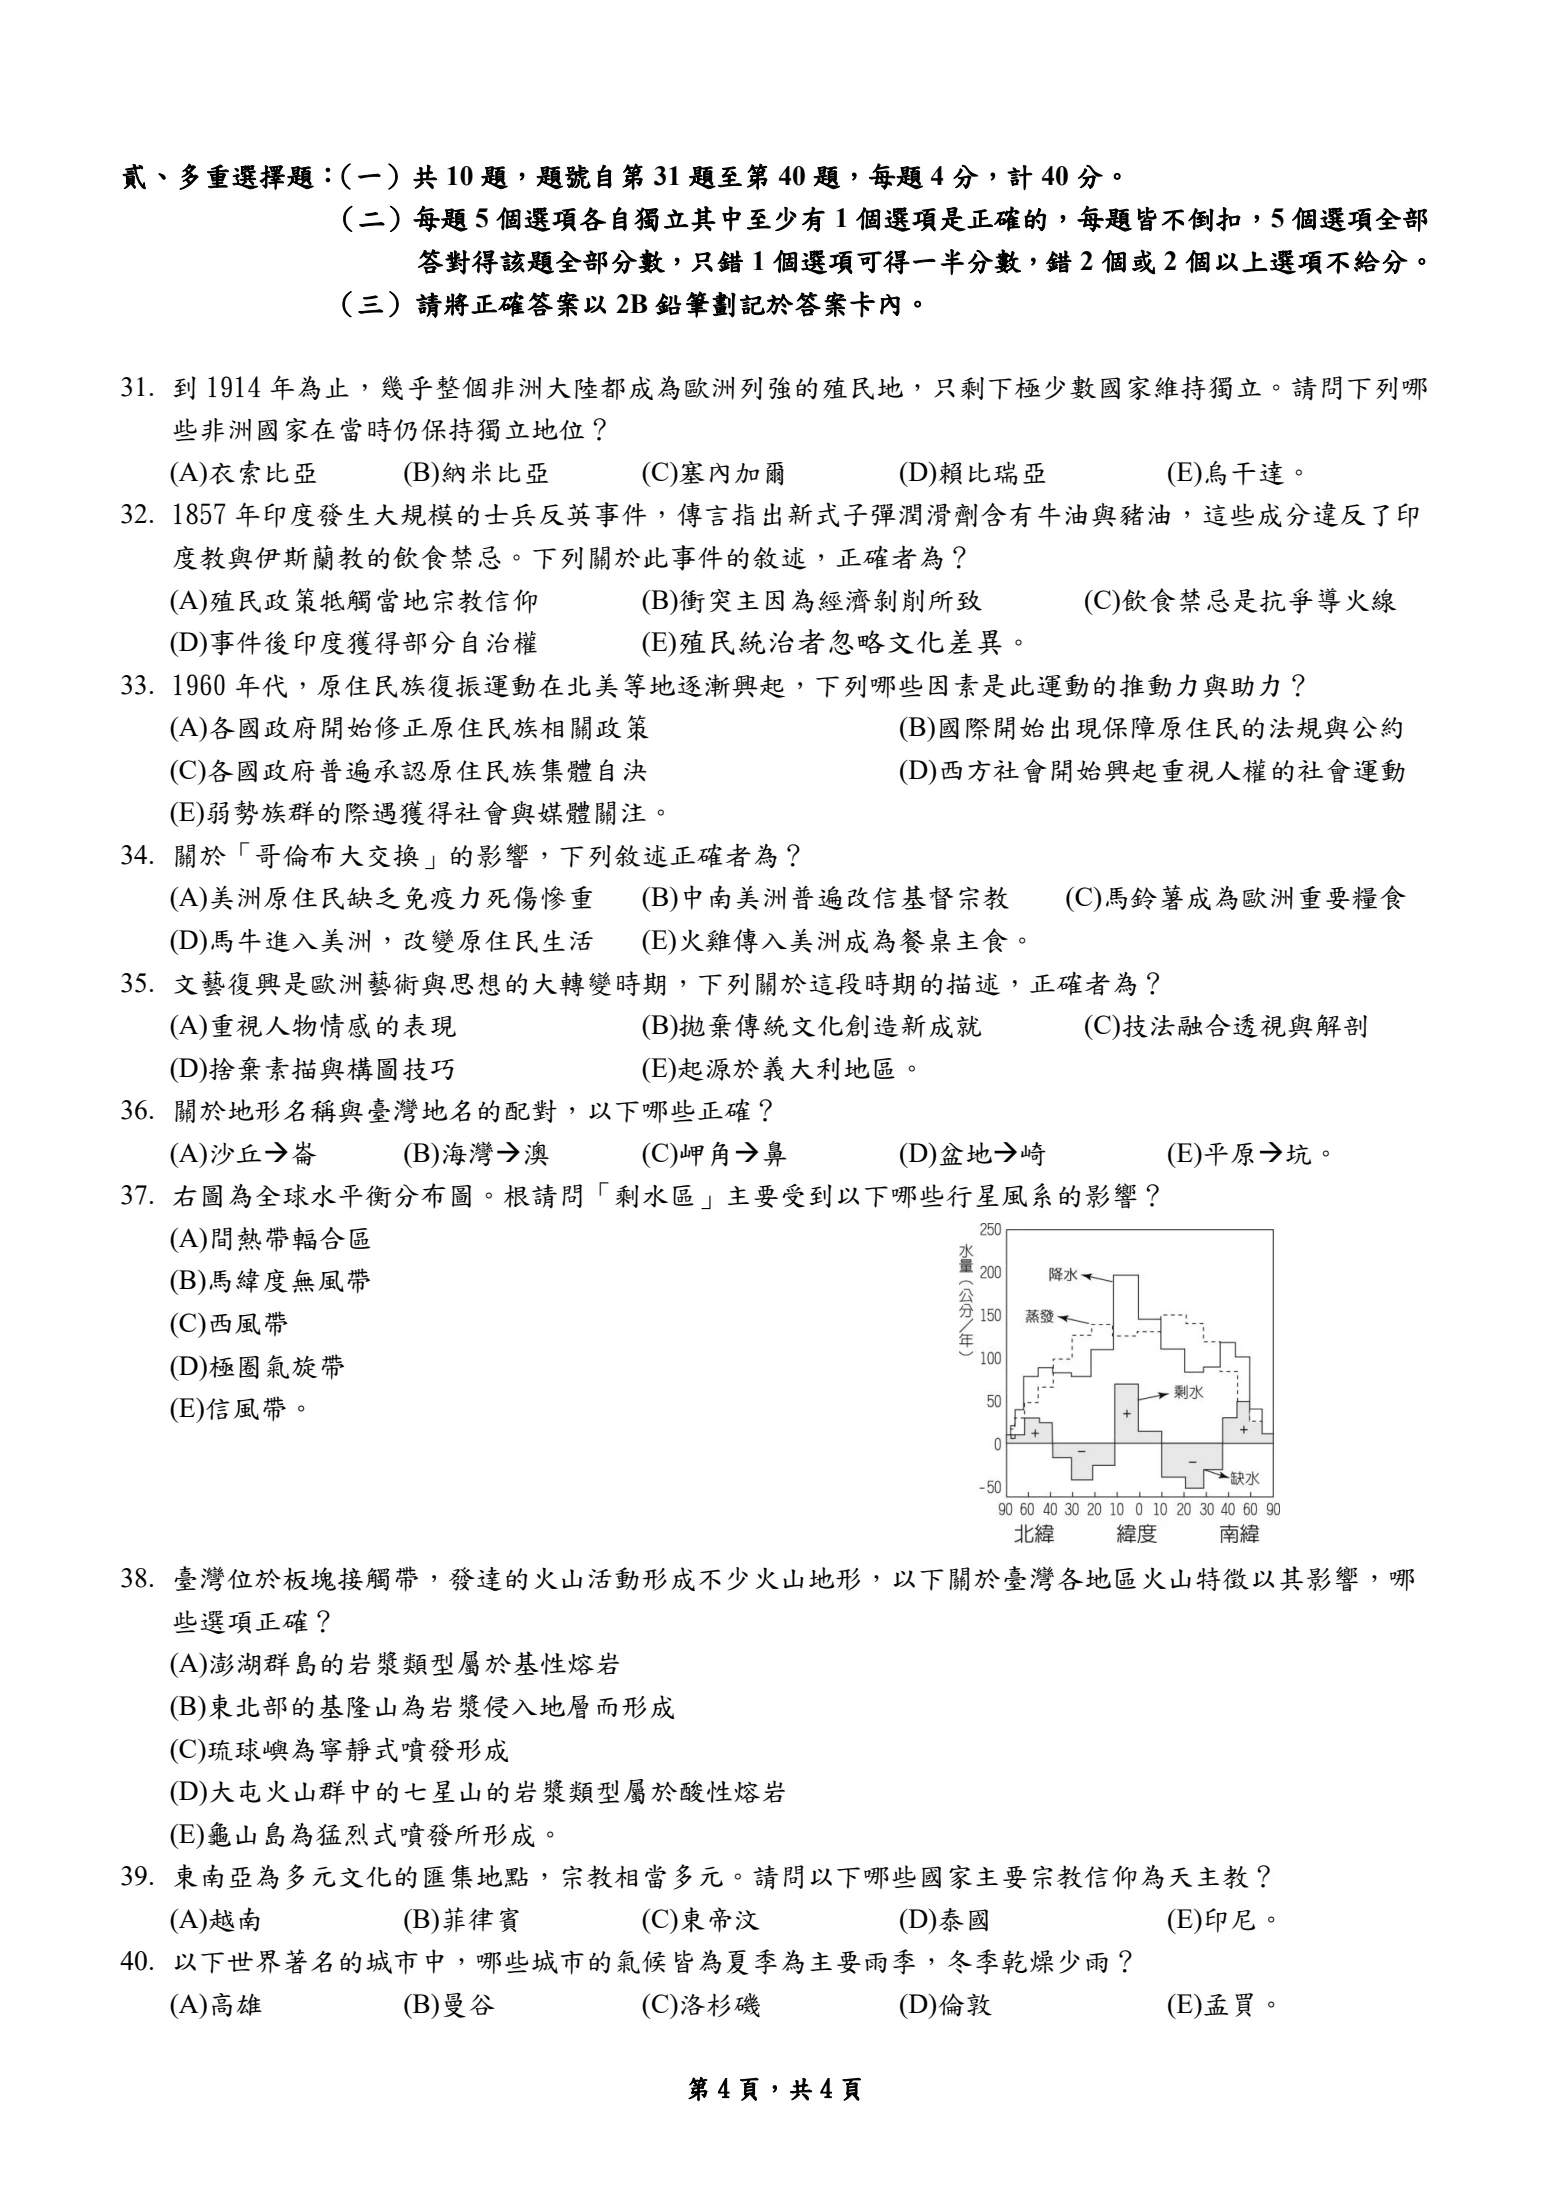 貳、多重選擇題：（一）共 10 題，題號自第 31 題至第 40 題，每題 4 分，計 40 分。
（二）每題 5 個選項各自獨立其中至少有 1 個選項是正確的，每題皆不倒扣，5 個選項全部
答對得該題全部分數，只錯 1 個選項可得一半分數，錯 2 個或 2 個以上選項不給分。
（三）請將正確答案以 2B 鉛筆劃記於答案卡內。
31. 到 1914 年為止，幾乎整個非洲大陸都成為歐洲列強的殖民地，只剩下極少數國家維持獨立。請問下列哪
些非洲國家在當時仍保持獨立地位？
(A)衣索比亞 (B)納米比亞 (C)塞內加爾 (D)賴比瑞亞 (E)烏干達。
32. 1857 年印度發生大規模的士兵反英事件，傳言指出新式子彈潤滑劑含有牛油與豬油，這些成分違反了印
度教與伊斯蘭教的飲食禁忌。下列關於此事件的敘述，正確者為？
(A)殖民政策牴觸當地宗教信仰 (B)衝突主因為經濟剝削所致 (C)飲食禁忌是抗爭導火線
(D)事件後印度獲得部分自治權 (E)殖民統治者忽略文化差異。
33. 1960 年代，原住民族復振運動在北美等地逐漸興起，下列哪些因素是此運動的推動力與助力？
(A)各國政府開始修正原住民族相關政策 (B)國際開始出現保障原住民的法規與公約
(C)各國政府普遍承認原住民族集體自決 (D)西方社會開始興起重視人權的社會運動
(E)弱勢族群的際遇獲得社會與媒體關注。
34. 關於「哥倫布大交換」的影響，下列敘述正確者為？
(A)美洲原住民缺乏免疫力死傷慘重 (B)中南美洲普遍改信基督宗教 (C)馬鈴薯成為歐洲重要糧食
(D)馬牛進入美洲，改變原住民生活 (E)火雞傳入美洲成為餐桌主食。
35. 文藝復興是歐洲藝術與思想的大轉變時期，下列關於這段時期的描述，正確者為？
(A)重視人物情感的表現 (B)拋棄傳統文化創造新成就 (C)技法融合透視與解剖
(D)捨棄素描與構圖技巧 (E)起源於義大利地區。
36. 關於地形名稱與臺灣地名的配對，以下哪些正確？
(A)沙丘→崙 (B)海灣→澳 (C)岬角→鼻 (D)盆地→崎 (E)平原→坑。
37. 右圖為全球水平衡分布圖。根請問「剩水區」主要受到以下哪些行星風系的影響？
(A)間熱帶輻合區
(B)馬緯度無風帶
(C)西風帶
(D)極圈氣旋帶
(E)信風帶。
水量（公分／年）
250
200
150
100
50
0
-50
降水
蒸發
剩水
缺水
+ − + − +
90 60 40 30 20 10 0 10 20 30 40 60 90
北緯 緯度 南緯
38. 臺灣位於板塊接觸帶，發達的火山活動形成不少火山地形，以下關於臺灣各地區火山特徵以其影響，哪
些選項正確？
(A)澎湖群島的岩漿類型屬於基性熔岩
(B)東北部的基隆山為岩漿侵入地層而形成
(C)琉球嶼為寧靜式噴發形成
(D)大屯火山群中的七星山的岩漿類型屬於酸性熔岩
(E)龜山島為猛烈式噴發所形成。
39. 東南亞為多元文化的匯集地點，宗教相當多元。請問以下哪些國家主要宗教信仰為天主教？
(A)越南 (B)菲律賓 (C)東帝汶 (D)泰國 (E)印尼。
40. 以下世界著名的城市中，哪些城市的氣候皆為夏季為主要雨季，冬季乾燥少雨？
(A)高雄 (B)曼谷 (C)洛杉磯 (D)倫敦 (E)孟買。
第 4 頁，共 4 頁